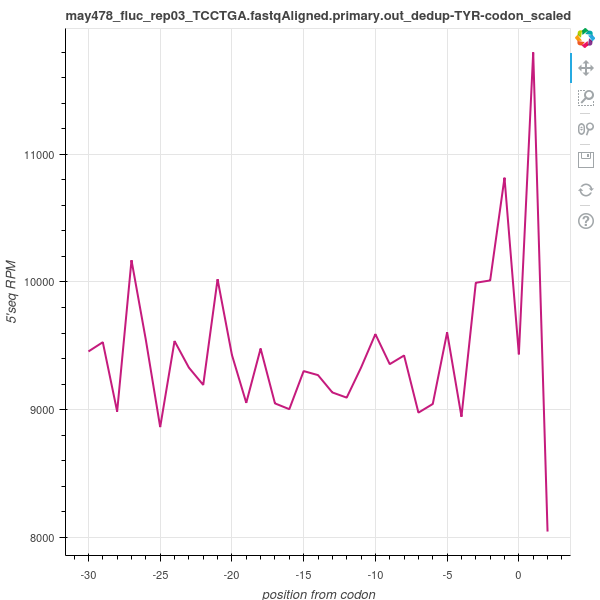 may478_fluc_rep03_TCCTGA.fastqAligned.primary.out_dedup-TYR-codon_scaled
11000
10000
9000
8000
5'seq RPM
-30 -25 -20 -15 -10 -5 0
position from codon